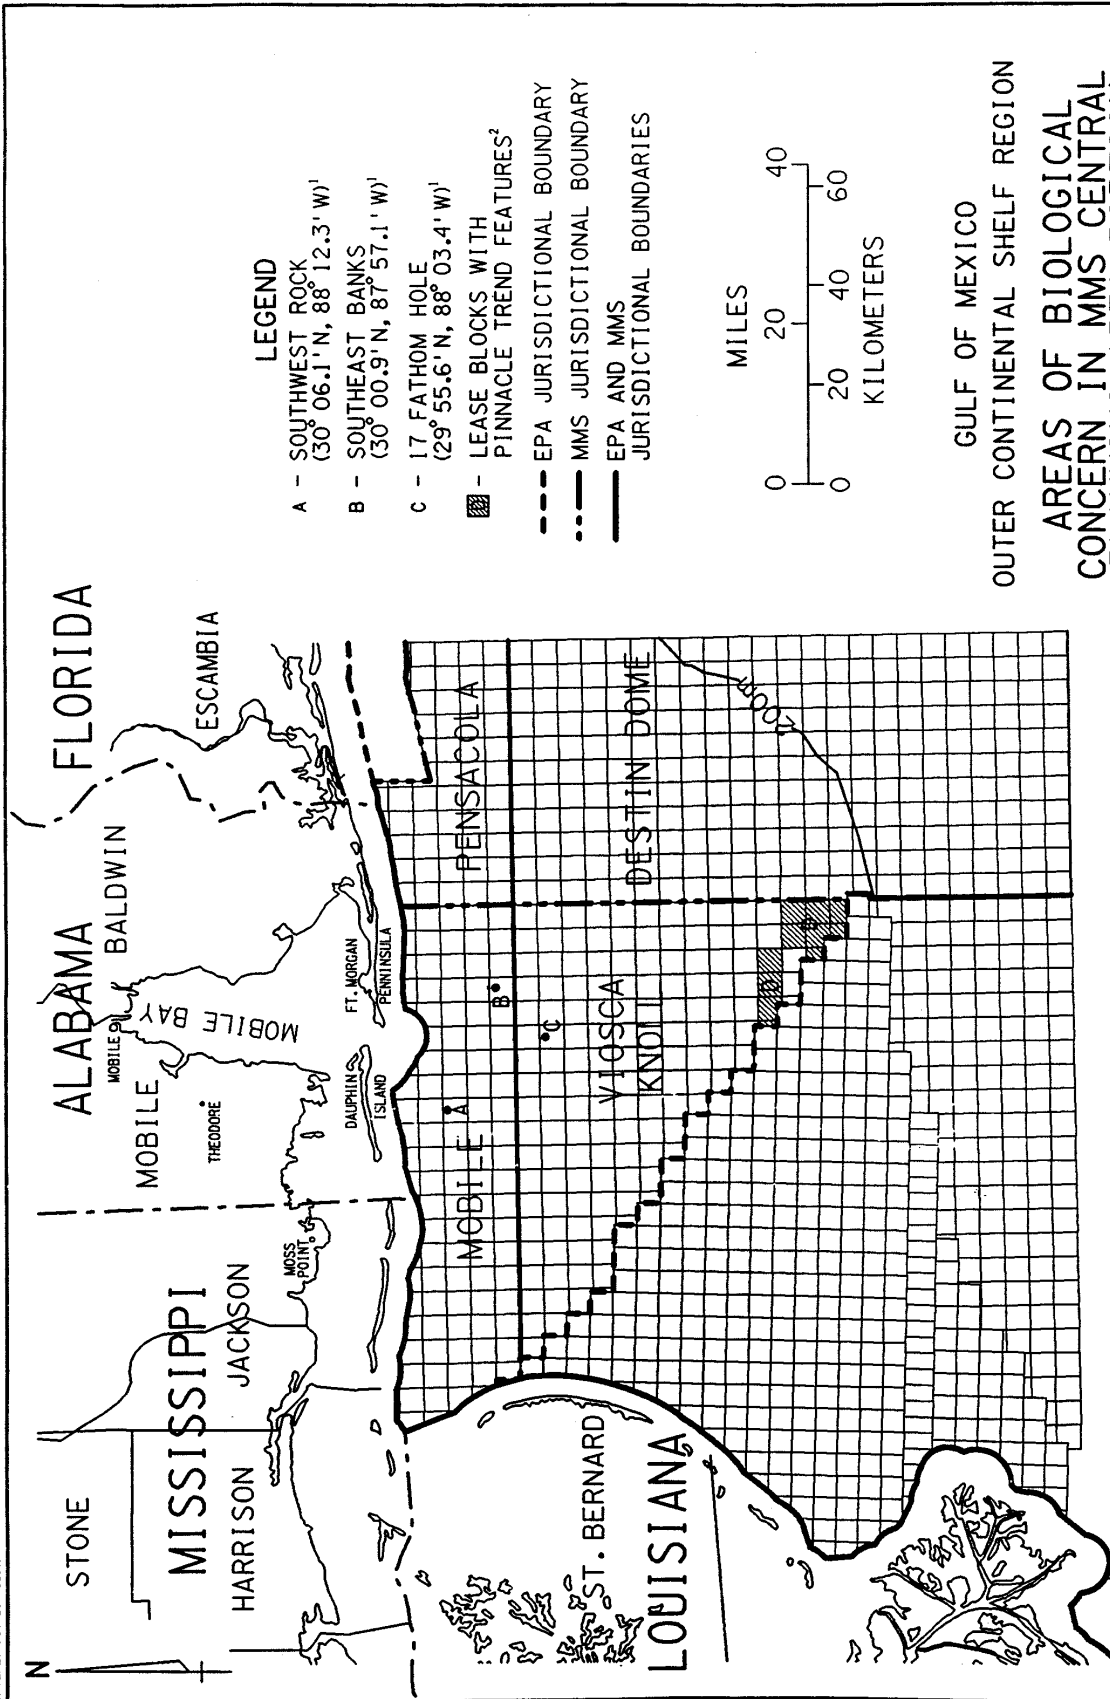 N
STONE
MISSISSIPPI
HARRISON
JACKSON
MOSS
POINT
ALABAMA
MOBILE
MOBILE
THEODORE
BALDWIN
MOBILE BAY
DAUPHIN
ISLAND
FT. MORGAN
PENNINSULA
FLORIDA
ESCAMBIA
MOBILE
A
B
PENSACOLA
C
VIOSCA
KNOLL
DESTIN DOME
100m
ST. BERNARD
LOUISIANA
LEGEND
A - SOUTHWEST ROCK
(30° 06.1' N, 88° 12.3' W)¹
B - SOUTHEAST BANKS
(30° 00.9' N, 87° 57.1' W)¹
C - 17 FATHOM HOLE
(29° 55.6' N, 88° 03.4' W)¹
- LEASE BLOCKS WITH
PINNACLE TREND FEATURES²
EPA JURISDICTIONAL BOUNDARY
MMS JURISDICTIONAL BOUNDARY
EPA AND MMS
JURISDICTIONAL BOUNDARIES
MILES
0 20 40
0 20 40 60
KILOMETERS
GULF OF MEXICO
OUTER CONTINENTAL SHELF REGION
AREAS OF BIOLOGICAL
CONCERN IN MMS CENTRAL